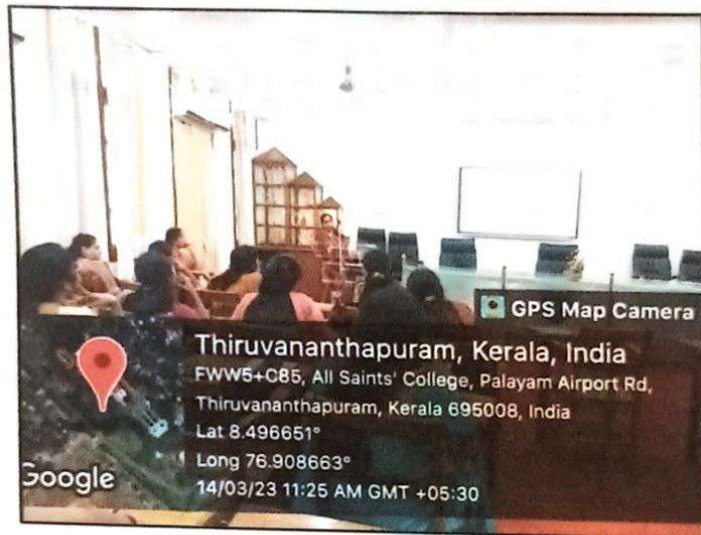 GPS Map Camera
Thiruvananthapuram, Kerala, India
FWW5+C85, All Saints' College, Palayam Airport Rd,
Thiruvananthapuram, Kerala 695008, India
Lat 8.496651°
Long 76.908663°
14/03/23 11:25 AM GMT +05:30
Google